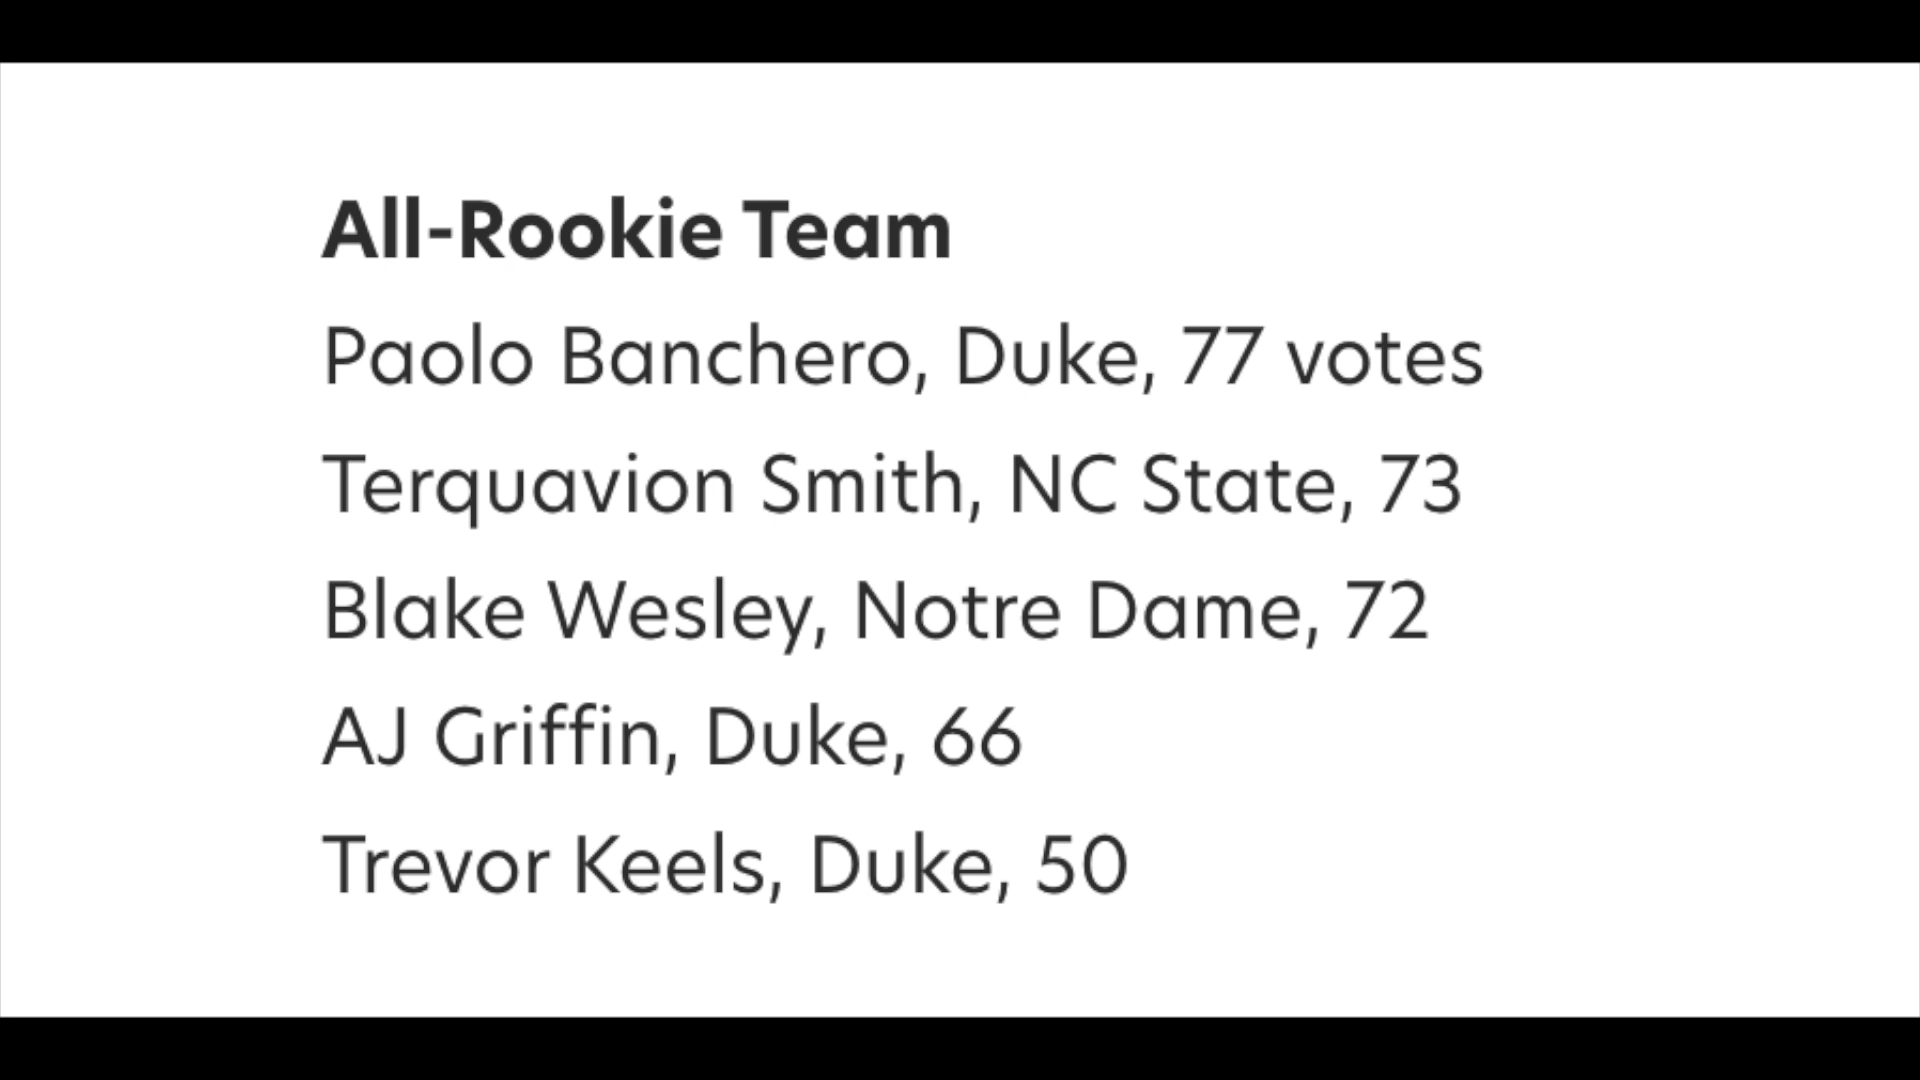 All-Rookie Team
Paolo Banchero, Duke, 77 votes
Terquavion Smith, NC State, 73
Blake Wesley, Notre Dame, 72
AJ Griffin, Duke, 66
Trevor Keels, Duke, 50